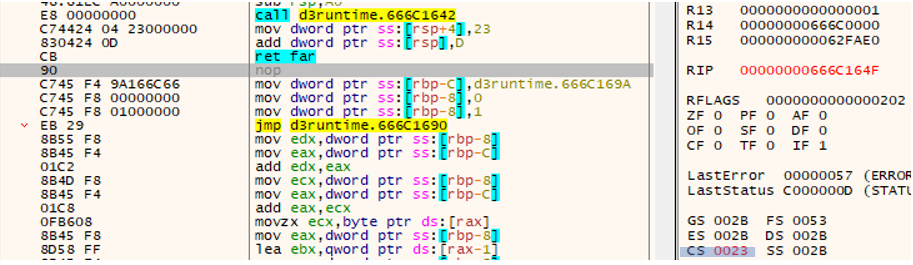 sub rsp,A0
E8 00000000 call d3runtime.666C1642
C74424 04 23000000 mov dword ptr ss:[rsp+4],23
830424 0D add dword ptr ss:[rsp],D
CB ret far
90 nop
C745 F4 9A166C66 mov dword ptr ss:[rbp-C],d3runtime.666C169A
C745 F8 00000000 mov dword ptr ss:[rbp-8],0
C745 F8 01000000 mov dword ptr ss:[rbp-8],1
EB 29 jmp d3runtime.666C1690
8B55 F8 mov edx,dword ptr ss:[rbp-8]
8B45 F4 mov eax,dword ptr ss:[rbp-C]
01C2 add edx,eax
8B4D F8 mov ecx,dword ptr ss:[rbp-8]
8B45 F4 mov eax,dword ptr ss:[rbp-C]
01C8 add eax,ecx
0FB608 movzx ecx,byte ptr ds:[rax]
8B45 F8 mov eax,dword ptr ss:[rbp-8]
8D58 FF lea ebx,qword ptr ds:[rax-1]
R13 0000000000000001
R14 00000000666C0000
R15 000000000062FAE0
RIP 00000000666C164F
RFLAGS 0000000000000202
ZF 0 PF 0 AF 0
OF 0 SF 0 DF 0
CF 0 TF 0 IF 1
LastError 00000057 (ERROR
LastStatus C000000D (STATU
GS 002B FS 0053
ES 002B DS 002B
CS 0023 SS 002B